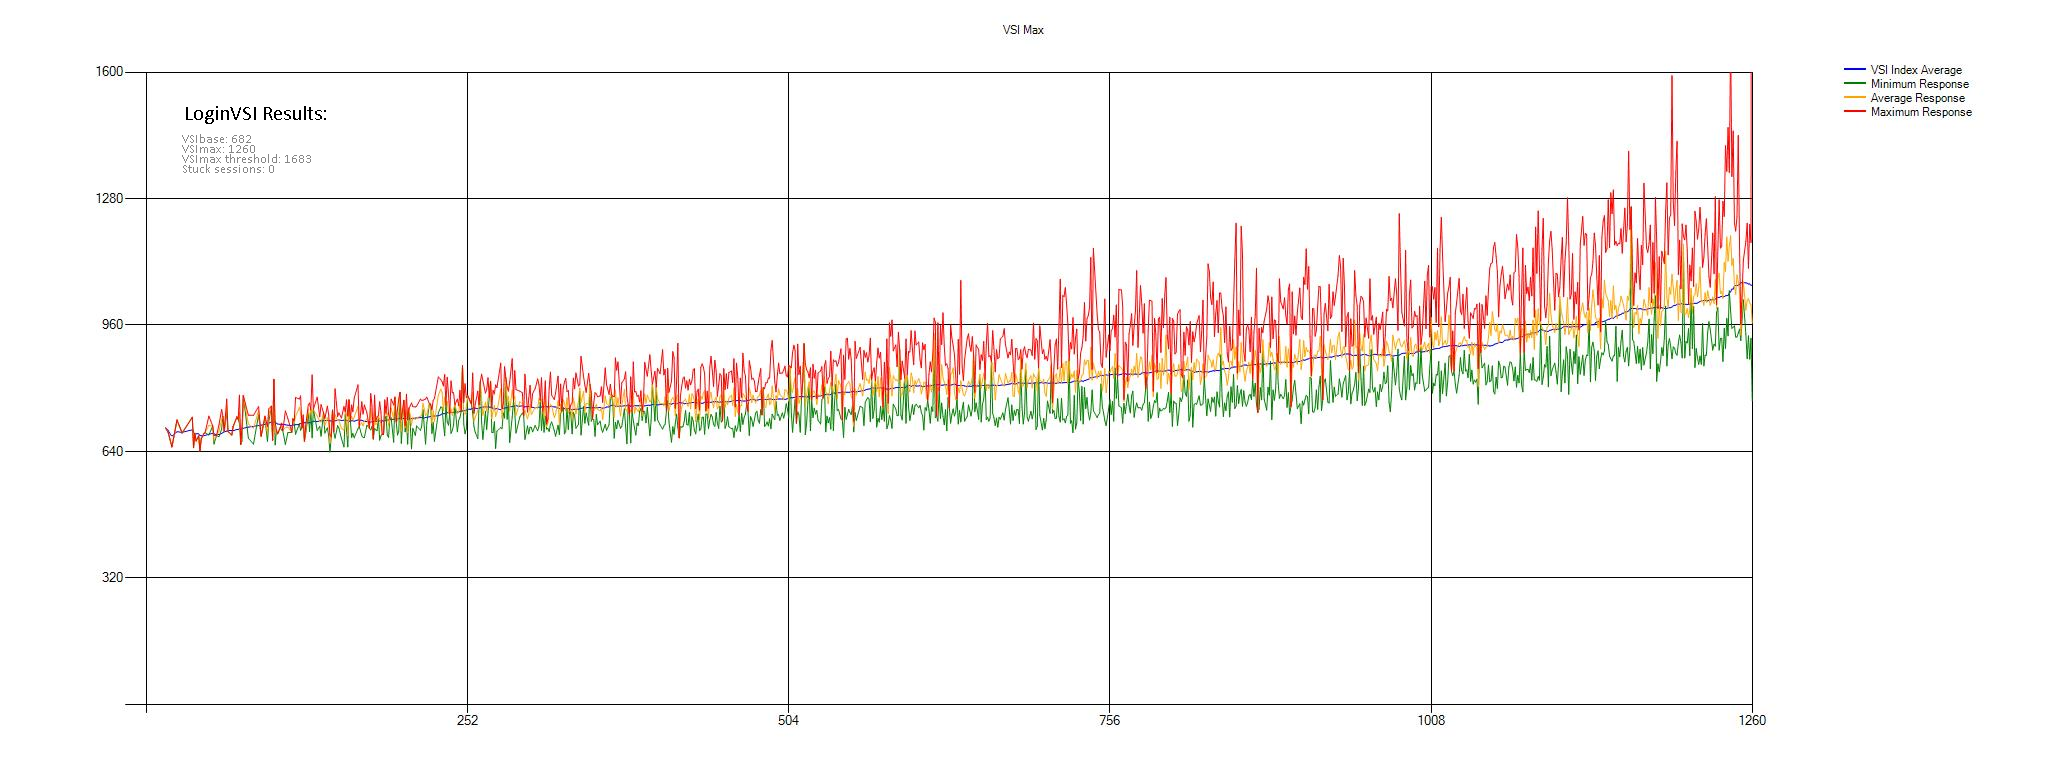 VSI Max
1600
1280
960
640
320
252
504
756
1008
1260
LoginVSI Results:
VSIbase: 682
VSImax: 1260
VSImax threshold: 1683
Stuck sessions: 0
VSI Index Average
Minimum Response
Average Response
Maximum Response